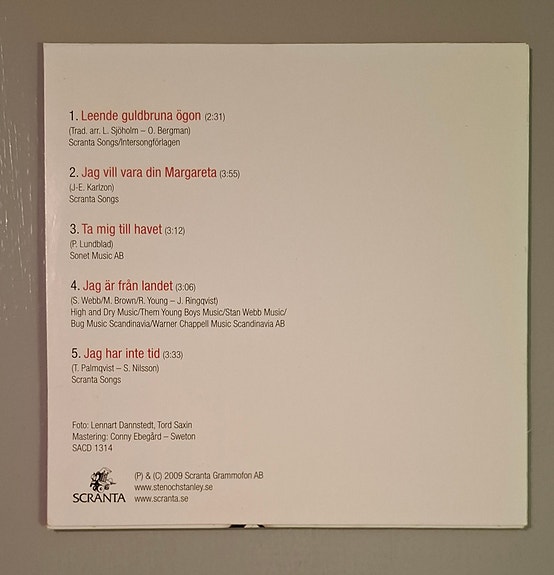 1. Leende guldbruna ögon (2:31)
(Trad. arr. L. Sjöholm – O. Bergman)
Scranta Songs/Intersongförlagen
2. Jag vill vara din Margareta (3:55)
(J-E. Karlzon)
Scranta Songs
3. Ta mig till havet (3:12)
(P. Lundblad)
Sonet Music AB
4. Jag är från landet (3:06)
(S. Webb/M. Brown/R. Young – J. Ringqvist)
High and Dry Music/Them Young Boys Music/Stan Webb Music/
Bug Music Scandinavia/Warner Chappell Music Scandinavia AB
5. Jag har inte tid (3:33)
(T. Palmqvist – S. Nilsson)
Scranta Songs
Foto: Lennart Dannstedt, Tord Saxin
Mastering: Conny Ebegård – Sweton
SACD 1314
SCRANTA
(P) & (C) 2009 Scranta Grammofon AB
www.stenochstanley.se
www.scranta.se